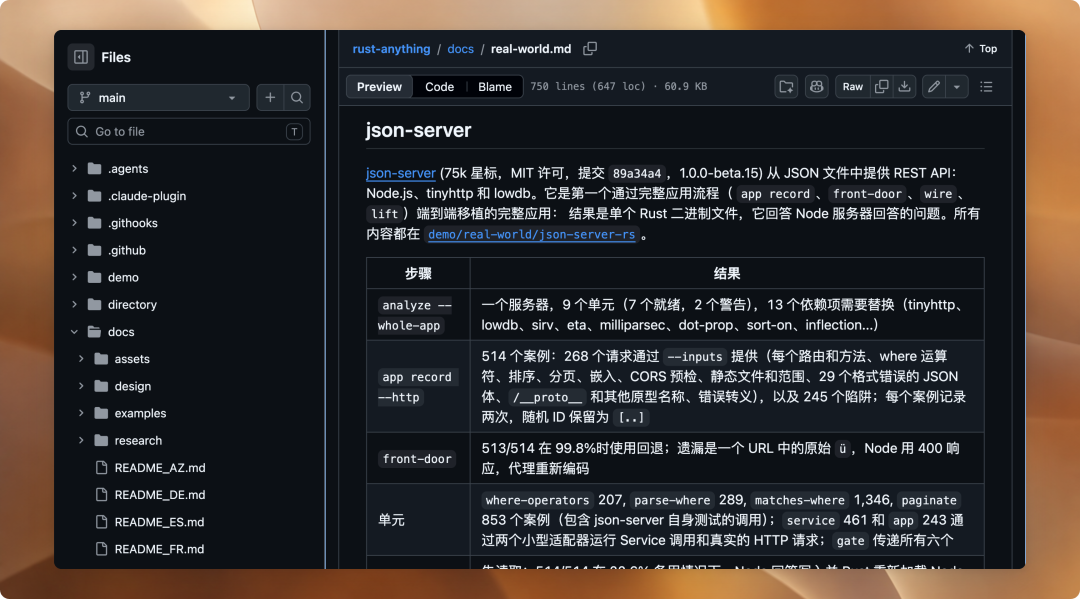 Files
main
Go to file
T
.agents
.claude-plugin
.githooks
.github
demo
directory
docs
assets
design
examples
research
README_AZ.md
README_DE.md
README_ES.md
README_FR.md
rust-anything / docs / real-world.md
Top
Preview
Code
Blame
750 lines (647 loc) · 60.9 KB
Raw
json-server
json-server (75k 星标，MIT 许可，提交 89a34a4 ，1.0.0-beta.15) 从 JSON 文件中提供 REST API：
Node.js、tinyhttp 和 lowdb。它是第一个通过完整应用流程（ app record 、 front-door 、 wire 、
lift ）端到端移植的完整应用： 结果是单个 Rust 二进制文件，它回答 Node 服务器回答的问题。所有
内容都在 demo/real-world/json-server-rs 。
步骤
结果
analyze --
whole-app
一个服务器，9 个单元（7 个就绪，2 个警告），13 个依赖项需要替换（tinyhttp、
lowdb、sirv、eta、milliparsec、dot-prop、sort-on、inflection...）
app record
--http
514 个案例：268 个请求通过 --inputs 提供（每个路由和方法、where 运算
符、排序、分页、嵌入、CORS 预检、静态文件和范围、29 个格式错误的 JSON
体、 /__proto__ 和其他原型名称、错误转义），以及 245 个陷阱；每个案例记录
两次，随机 ID 保留为 [..]
front-door
513/514 在 99.8%时使用回退；遗漏是一个 URL 中的原始 ü ，Node 用 400 响
应，代理重新编码
单元
where-operators 207, parse-where 289, matches-where 1,346, paginate
853 个案例（包含 json-server 自身测试的调用）； service 461 和 app 243 通
过两个小型适配器运行 Service 调用和真实的 HTTP 请求； gate 传递所有六个